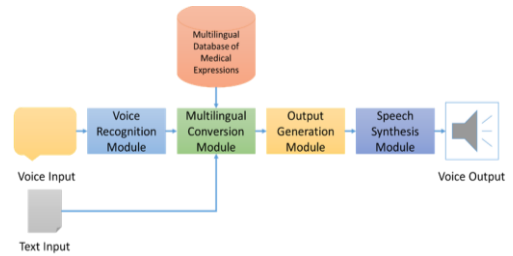 Multilingual
Database of
Medical
Expressions
Voice
Recognition
Module
Multilingual
Conversion
Module
Output
Generation
Module
Speech
Synthesis
Module
Voice Input
Voice Output
Text Input